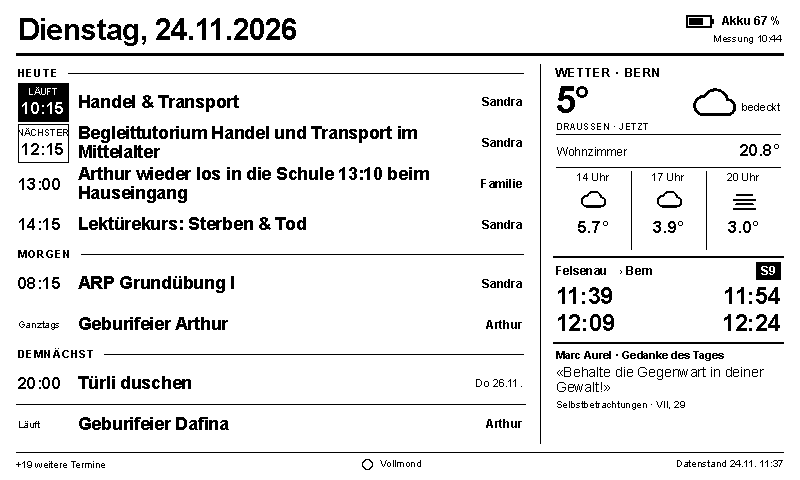 Dienstag, 24.11.2026
Akku 67 %
Messung 10:44
HEUTE
LÄUFT
10:15 Handel & Transport Sandra
NÄCHSTER
12:15 Begleittutorium Handel und Transport im
Mittelalter Sandra
13:00 Arthur wieder los in die Schule 13:10 beim
Hauseingang Familie
14:15 Lektürekurs: Sterben & Tod Sandra
MORGEN
08:15 ARP Grundübung I Sandra
Ganztags Geburifeier Arthur Arthur
DEMNÄCHST
20:00 Türli duschen Do 26.11.
Läuft Geburifeier Dafina Arthur
WETTER · BERN
5° bedeckt
DRAUSSEN · JETZT
Wohnzimmer 20.8°
14 Uhr 17 Uhr 20 Uhr
5.7° 3.9° 3.0°
Felsenau › Bern S9
11:39 11:54
12:09 12:24
Marc Aurel · Gedanke des Tages
«Behalte die Gegenwart in deiner
Gewalt!»
Selbstbetrachtungen · VII, 29
+19 weitere Termine
Vollmond
Datenstand 24.11. 11:37